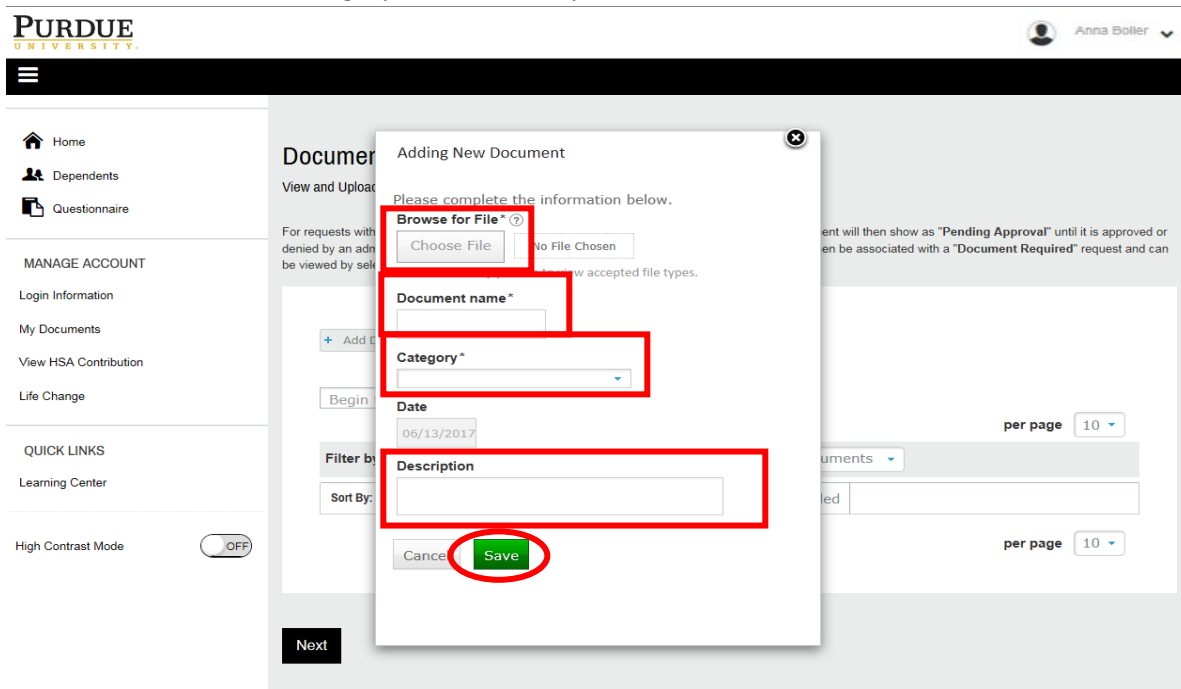 PURDUE
UNIVERSITY.
Anna Boiler
Home
Dependents
Questionnaire
MANAGE ACCOUNT
Login Information
My Documents
View HSA Contribution
Life Change
QUICK LINKS
Learning Center
High Contrast Mode
OFF
View and Upload
For requests with
denied by an
be viewed by
ent will then show as "Pending Approval" until it is approved or
en be associated with a "Document Required" request and can
+ Add
Begin
per page 10
Filter by
uments
Sort By:
led
per page 10
Next
Adding New Document
Please complete the information below.
Browse for File* ?
Choose File
No File Chosen
to view accepted file types.
Document name*
Category*
Date
06/13/2017
Description
Cancel
Save